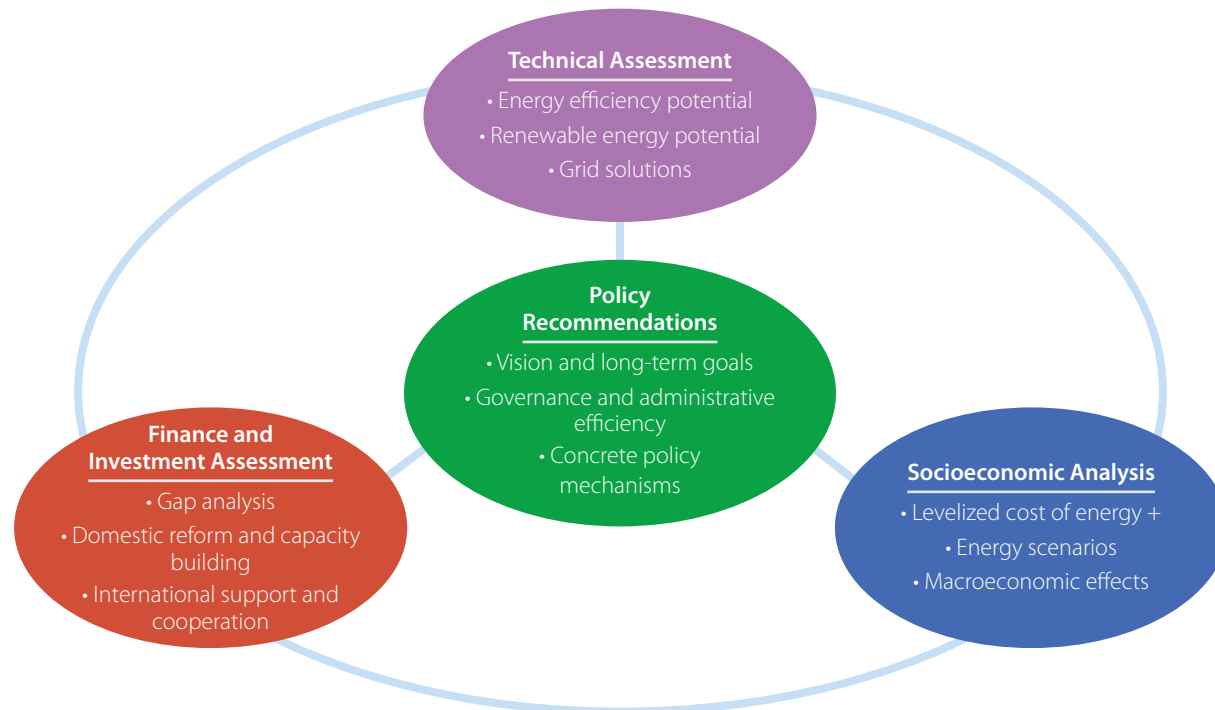 Technical Assessment
• Energy efficiency potential
• Renewable energy potential
• Grid solutions
Policy
Recommendations
• Vision and long-term goals
• Governance and administrative
efficiency
• Concrete policy
mechanisms
Finance and
Investment Assessment
• Gap analysis
• Domestic reform and capacity
building
• International support and
cooperation
Socioeconomic Analysis
• Levelized cost of energy +
• Energy scenarios
• Macroeconomic effects